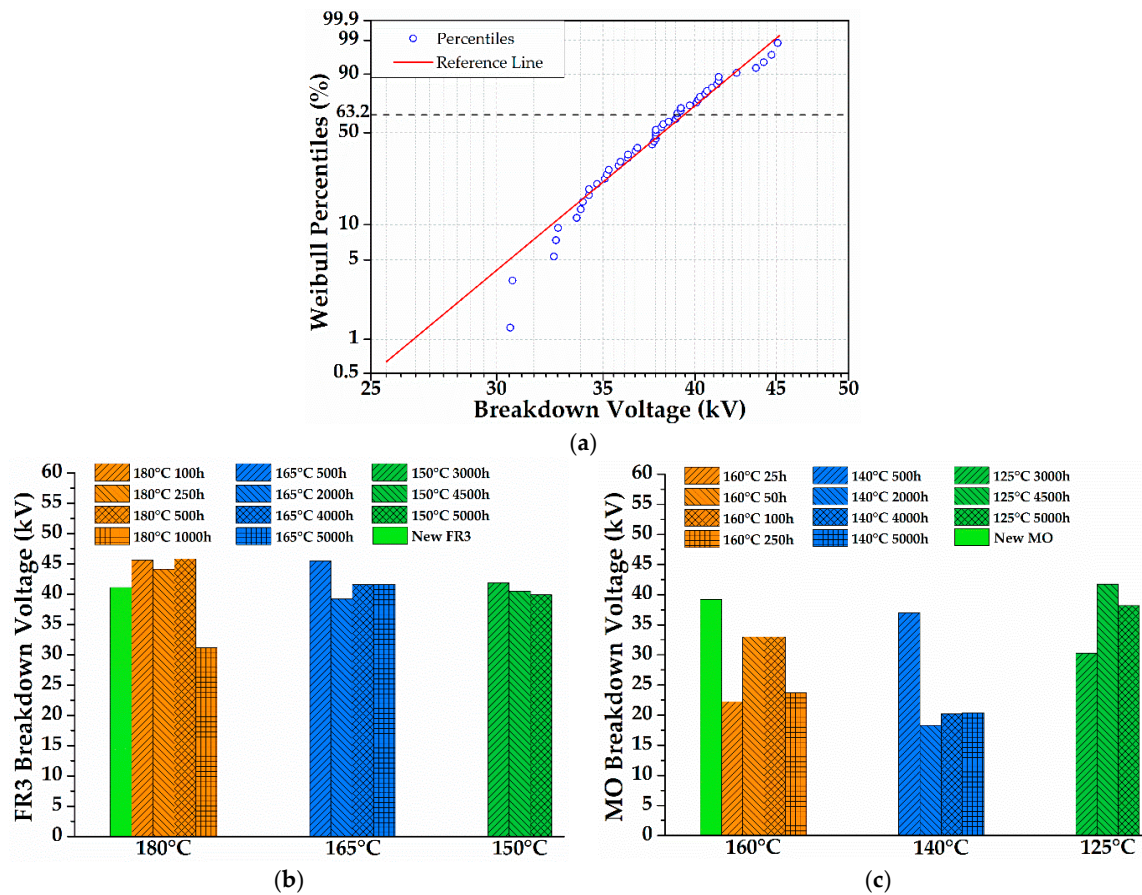 99.9
99
90
63.2
50
10
5
1
0.5
Weibull Percentiles (%)
Percentiles
Reference Line
25 30 35 40 45 50
Breakdown Voltage (kV)
(a)
60
55
50
45
40
35
30
25
20
15
10
5
0
FR3 Breakdown Voltage (kV)
180°C 100h 165°C 500h 150°C 3000h
180°C 250h 165°C 2000h 150°C 4500h
180°C 500h 165°C 4000h 150°C 5000h
180°C 1000h 165°C 5000h New FR3
180°C 165°C 150°C
(b)
60
55
50
45
40
35
30
25
20
15
10
5
0
MO Breakdown Voltage (kV)
160°C 25h 140°C 500h 125°C 3000h
160°C 50h 140°C 2000h 125°C 4500h
160°C 100h 140°C 4000h 125°C 5000h
160°C 250h 140°C 5000h New MO
160°C 140°C 125°C
(c)